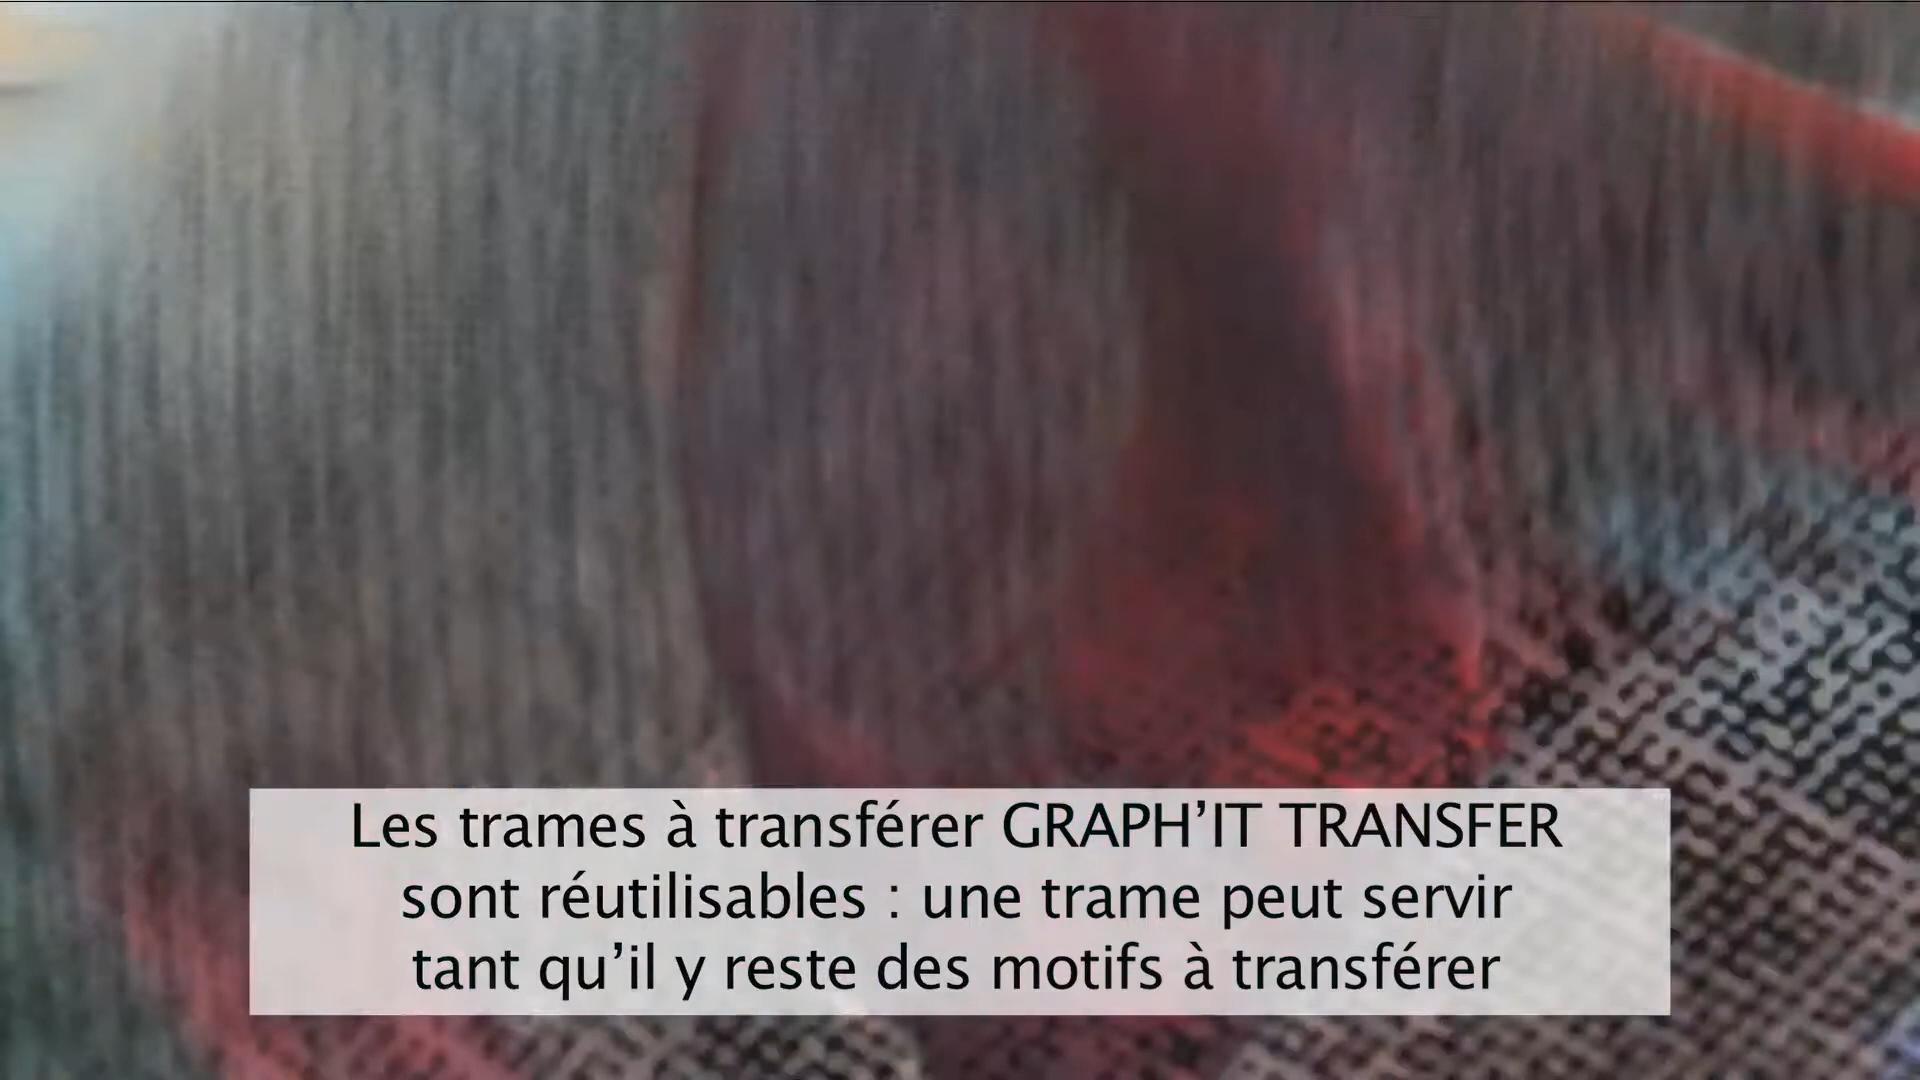 Les trames à transférer GRAPH’IT TRANSFER
sont réutilisables : une trame peut servir
tant qu’il y reste des motifs à transférer